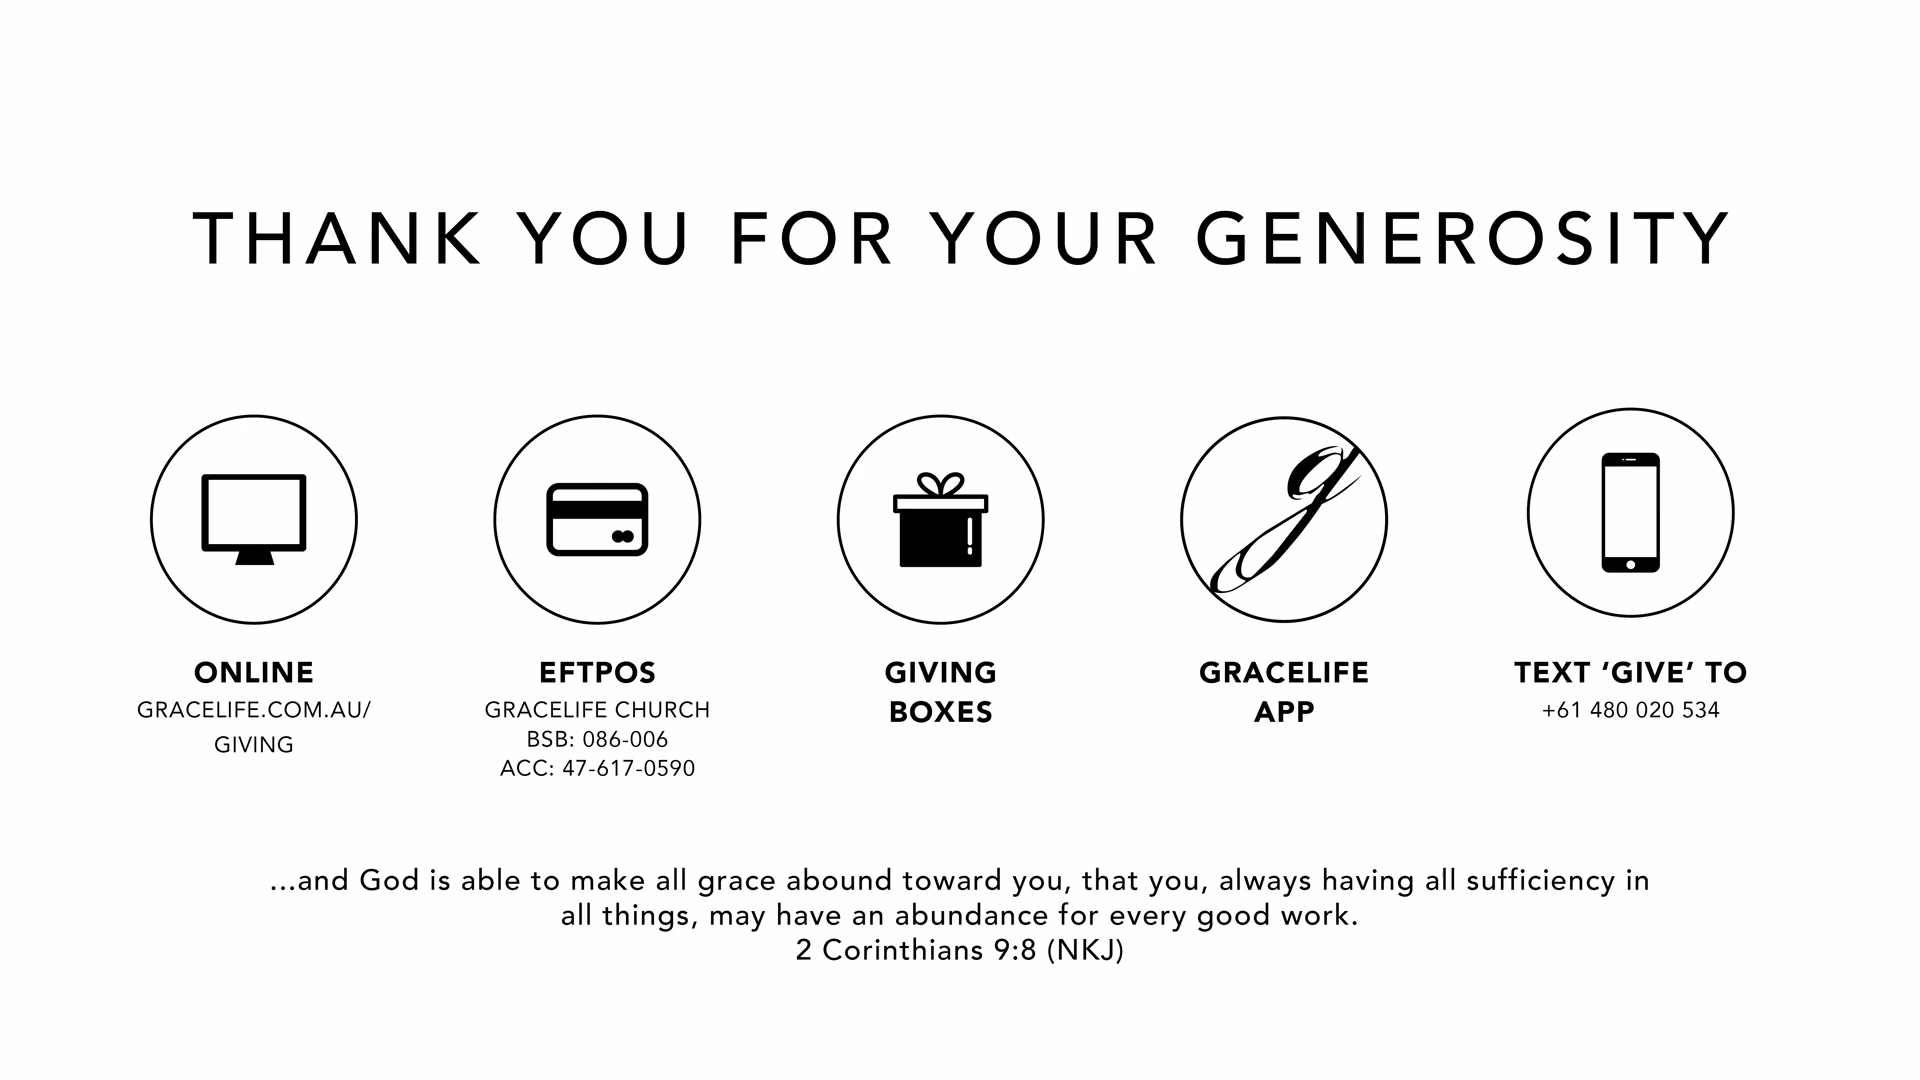 THANK YOU FOR YOUR GENEROSITY
ONLINE
GRACELIFE.COM.AU/
GIVING
EFTPOS
GRACELIFE CHURCH
BSB: 086-006
ACC: 47-617-0590
GIVING
BOXES
g
GRACELIFE
APP
TEXT ‘GIVE’ TO
+61 480 020 534
...and God is able to make all grace abound toward you, that you, always having all sufficiency in
all things, may have an abundance for every good work.
2 Corinthians 9:8 (NKJ)